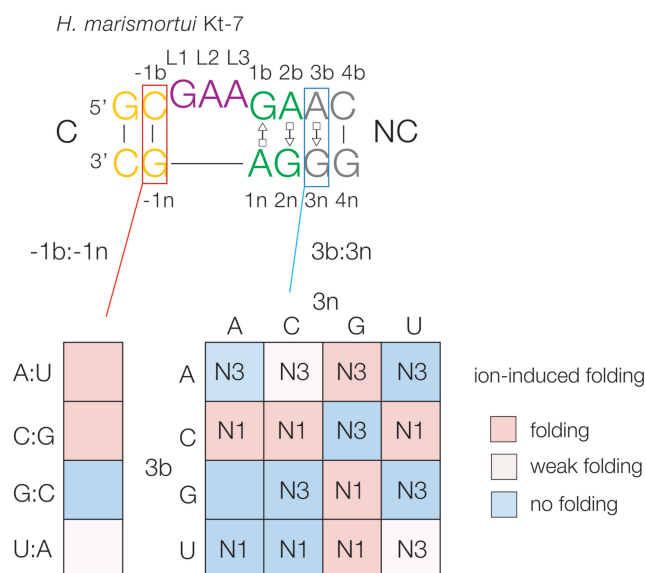 H. marismortui Kt-7
L1 L2 L3
-1b 1b 2b 3b 4b
5' G C G A A G A A C
C NC
3' C G A G G G
-1n 1n 2n 3n 4n
-1b:-1n 3b:3n
3n
A C G U
A:U A N3 N3 N3 N3
ion-induced folding
C:G C N1 N1 N3 N1
folding
3b
weak folding
G:C G N3 N1 N3
no folding
U:A U N1 N1 N1 N3